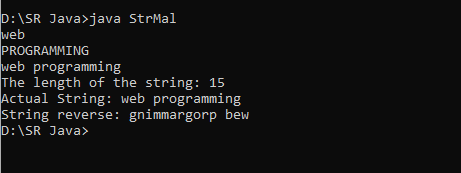 D:\SR Java>java StrMal
web
PROGRAMMING
web programming
The length of the string: 15
Actual String: web programming
String reverse: gnimmargorp bew
D:\SR Java>